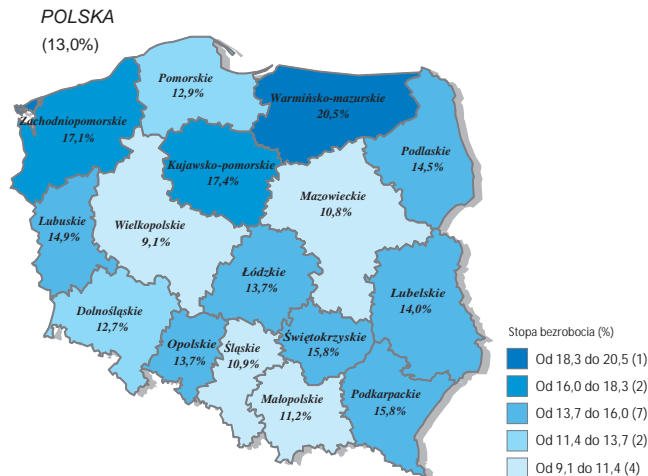 POLSKA
(13,0%)
Pomorskie
12,9%
Warmińsko-mazurskie
20,5%
Zachodniopomorskie
17,1%
Podlaskie
14,5%
Kujawsko-pomorskie
17,4%
Mazowieckie
10,8%
Lubuskie
14,9%
Wielkopolskie
9,1%
Łódzkie
13,7%
Lubelskie
14,0%
Dolnośląskie
12,7%
Opolskie
13,7%
Śląskie
10,9%
Świętokrzyskie
15,8%
Małopolskie
11,2%
Podkarpackie
15,8%
Stopa bezrobocia (%)
Od 18,3 do 20,5 (1)
Od 16,0 do 18,3 (2)
Od 13,7 do 16,0 (7)
Od 11,4 do 13,7 (2)
Od 9,1 do 11,4 (4)